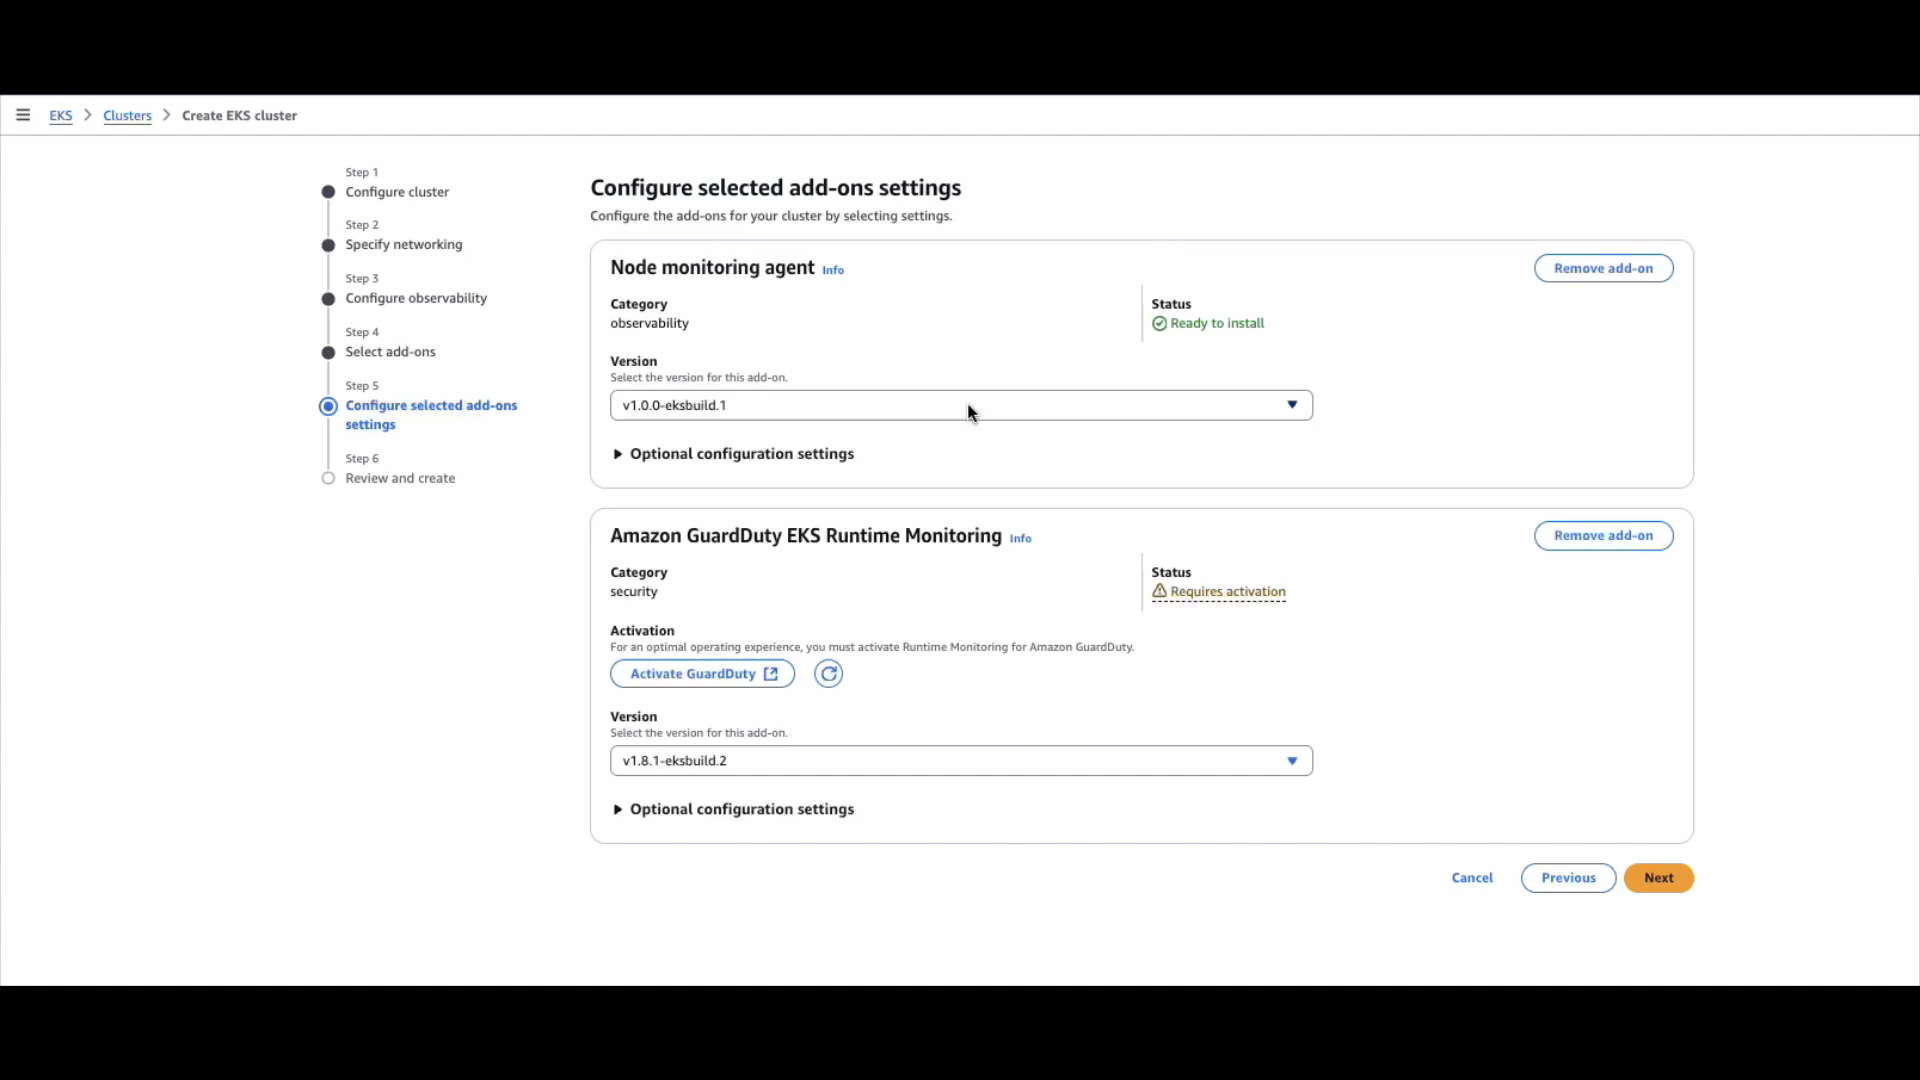 EKS > Clusters > Create EKS cluster
Step 1
Configure cluster
Step 2
Specify networking
Step 3
Configure observability
Step 4
Select add-ons
Step 5
Configure selected add-ons
settings
Step 6
Review and create
Configure selected add-ons settings
Configure the add-ons for your cluster by selecting settings.
Node monitoring agent Info
Remove add-on
Category
observability
Status
Ready to install
Version
Select the version for this add-on.
v1.0.0-eksbuild.1
Optional configuration settings
Amazon GuardDuty EKS Runtime Monitoring Info
Remove add-on
Category
security
Status
Requires activation
Activation
For an optimal operating experience, you must activate Runtime Monitoring for Amazon GuardDuty.
Activate GuardDuty
Version
Select the version for this add-on.
v1.8.1-eksbuild.2
Optional configuration settings
Cancel
Previous
Next